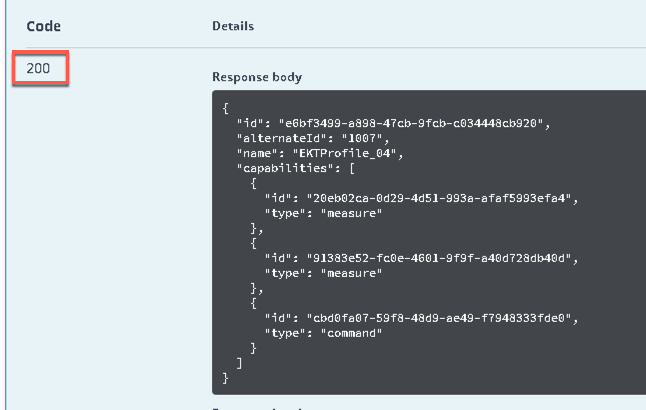 Code Details
200
Response body
{
"id": "e6bf3499-a898-47cb-9fcb-c034448cb920",
"alternateId": "1007",
"name": "EKTProfile_04",
"capabilities": [
{
"id": "20eb02ca-0d29-4d51-993a-afaf5993efa4",
"type": "measure"
},
{
"id": "91383e52-fc0e-4601-9f9f-a40d728db40d",
"type": "measure"
},
{
"id": "cbd0fa07-59f8-48d9-ae49-f7948333fde0",
"type": "command"
}
]
}